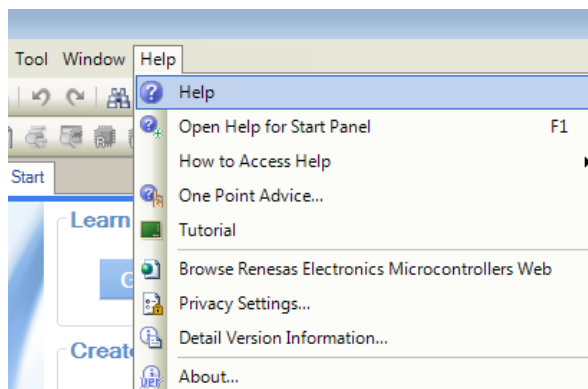 Tool Window Help
Help
Open Help for Start Panel F1
How to Access Help
Start
One Point Advice...
Learn
Tutorial
G
Browse Renesas Electronics Microcontrollers Web
Privacy Settings...
Detail Version Information...
Create
About...